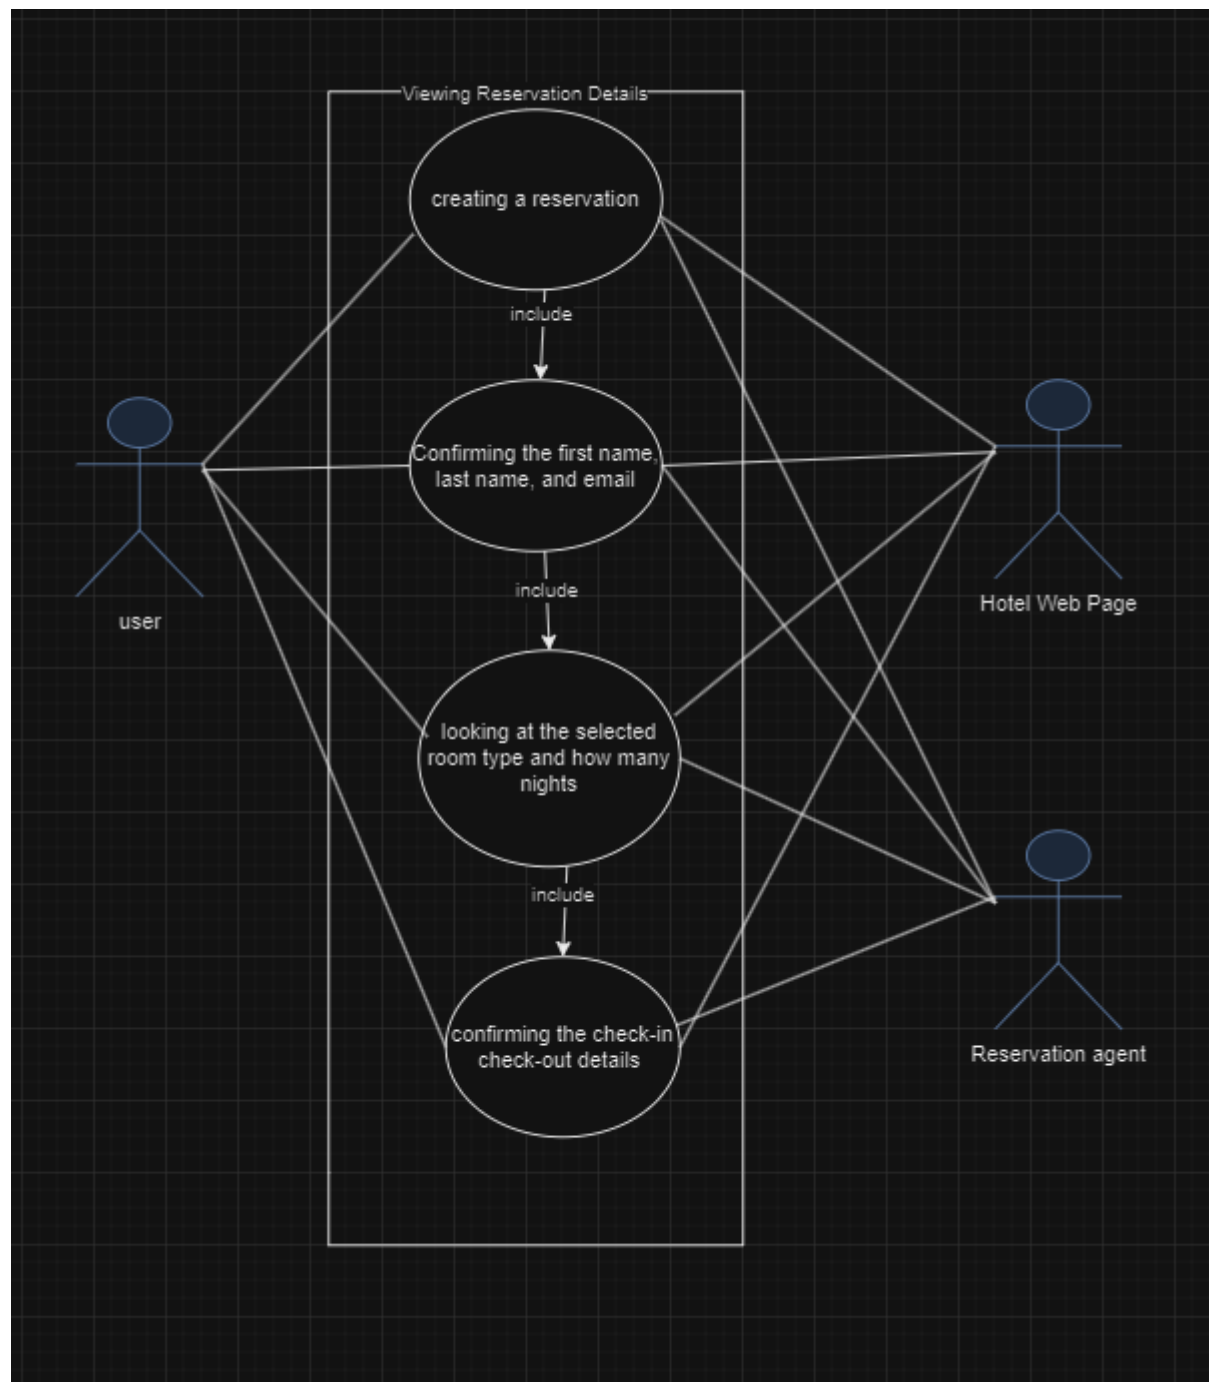 Viewing Reservation Details
creating a reservation
include
Confirming the first name,
last name, and email
include
looking at the selected
room type and how many
nights
include
confirming the check-in
check-out details
user
Hotel Web Page
Reservation agent